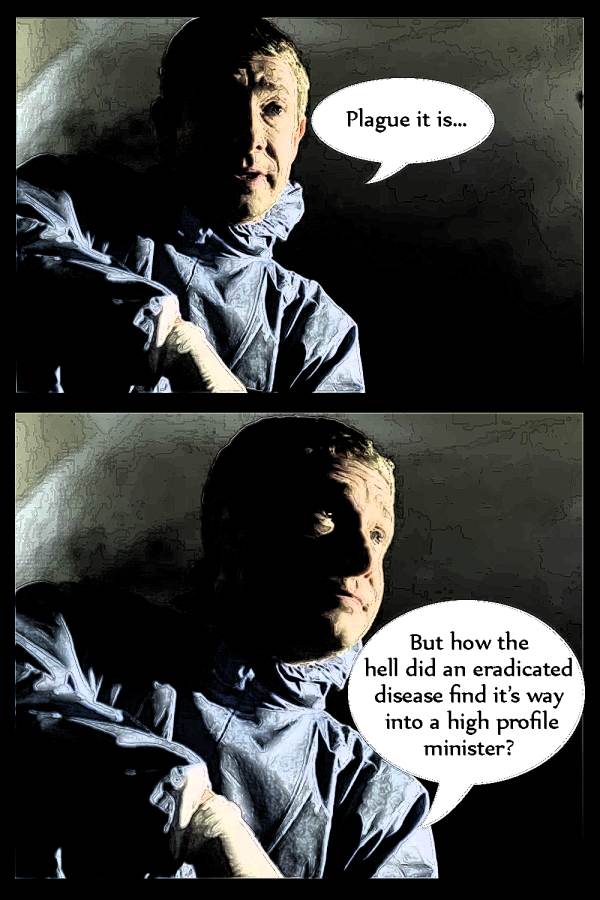 Plague it is...
But how the
hell did an eradicated
disease find it's way
into a high profile
minister?